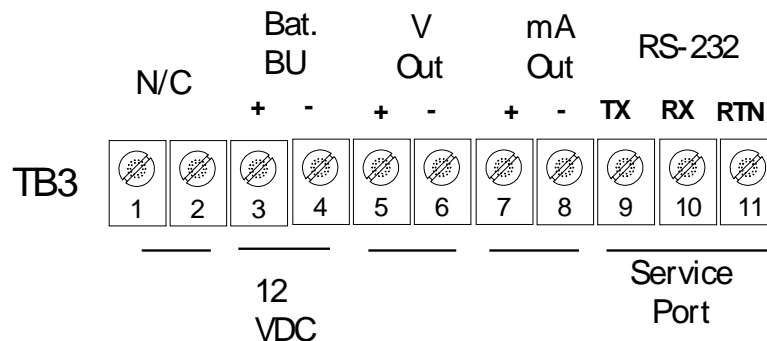 N/C
Bat.
BU
V
Out
mA
Out
RS-232
+ - + - + - TX RX RTN
TB3
1 2 3 4 5 6 7 8 9 10 11
12
VDC
Service
Port